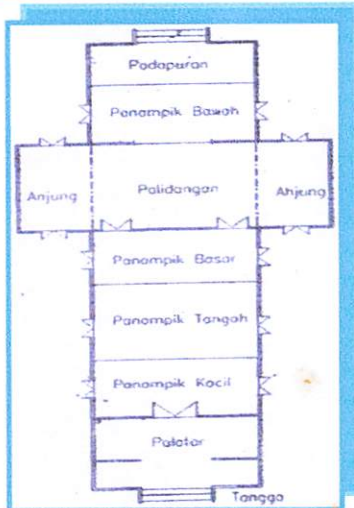 Padapuran
Panampik Bawah
Anjung
Palidangan
Anjung
Panampik Basar
Panampik Tangah
Panampik Kacil
Palatar
Tangga